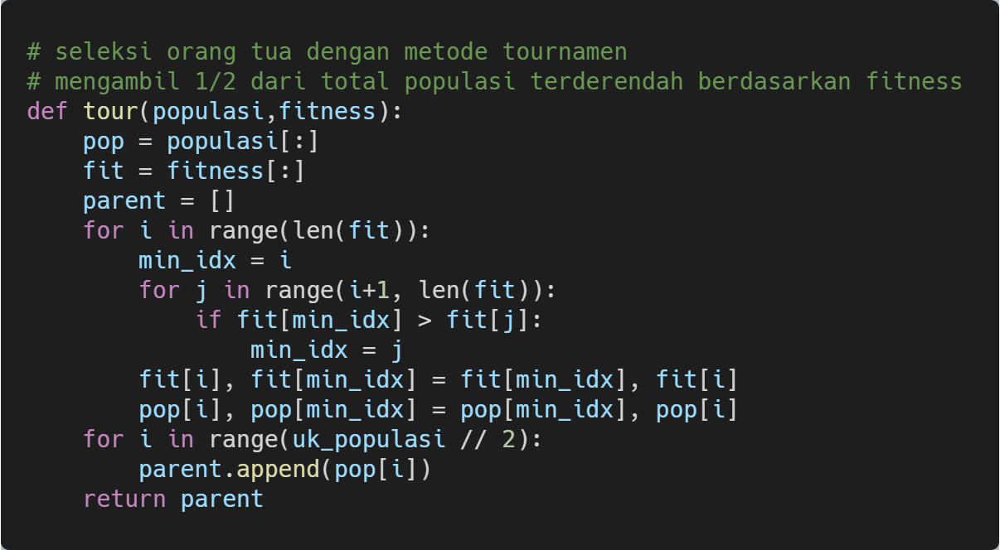 # seleksi orang tua dengan metode tournamen
# mengambil 1/2 dari total populasi terderendah berdasarkan fitness
def tour(populasi,fitness):
    pop = populasi[:]
    fit = fitness[:]
    parent = []
    for i in range(len(fit)):
        min_idx = i
        for j in range(i+1, len(fit)):
            if fit[min_idx] > fit[j]:
                min_idx = j
        fit[i], fit[min_idx] = fit[min_idx], fit[i]
        pop[i], pop[min_idx] = pop[min_idx], pop[i]
    for i in range(uk_populasi // 2):
        parent.append(pop[i])
    return parent